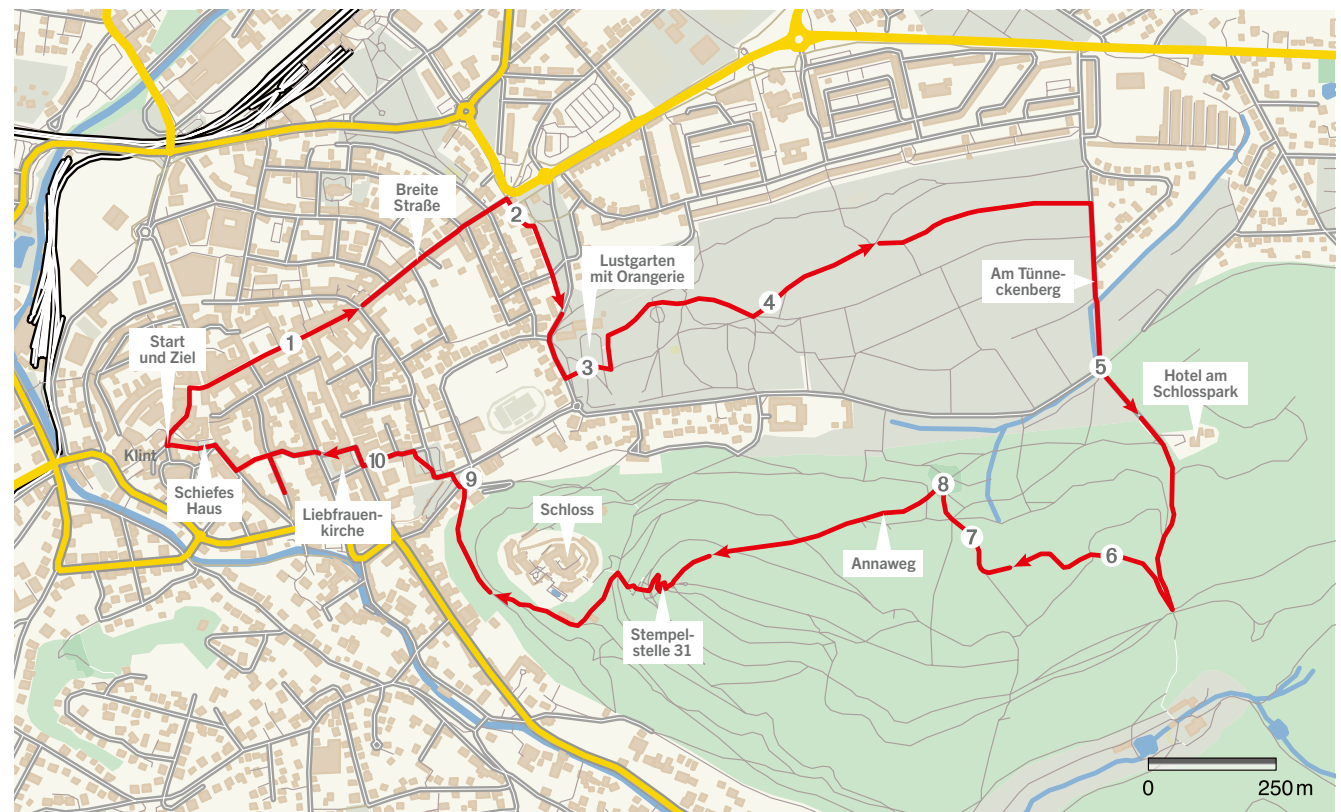 Breite
Straße
2
Lustgarten
mit Orangerie
Am Tünne-
ckenberg
4
Start
und Ziel
1
3
5
Hotel am
Schlosspark
Klint
10
9
8
Schiefes
Haus
Liebfrauen-
kirche
Schloss
7
6
Annaweg
Stempel-
stelle 31
0
250 m